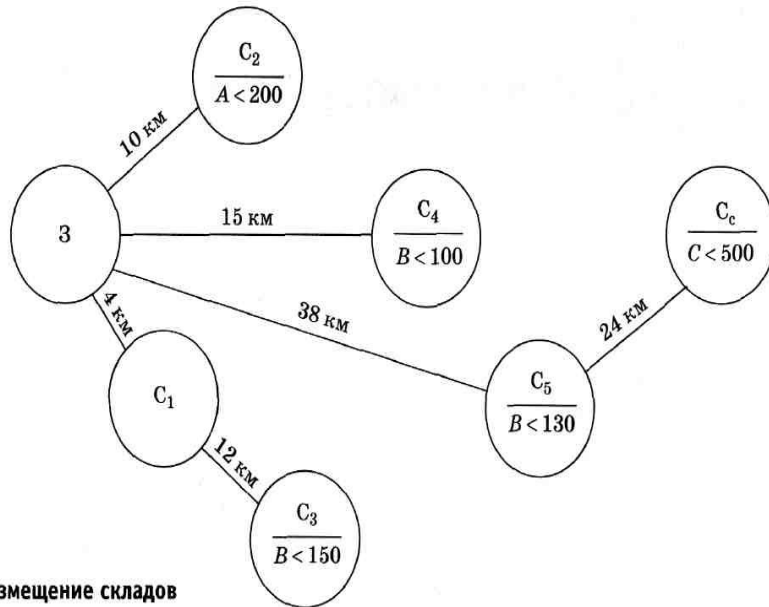 C₂
A < 200
10 км
З
15 км
C₄
B < 100
C꜀
C < 500
4 км
38 км
24 км
C₁
C₅
B < 130
12 км
C₃
B < 150
змещение складов